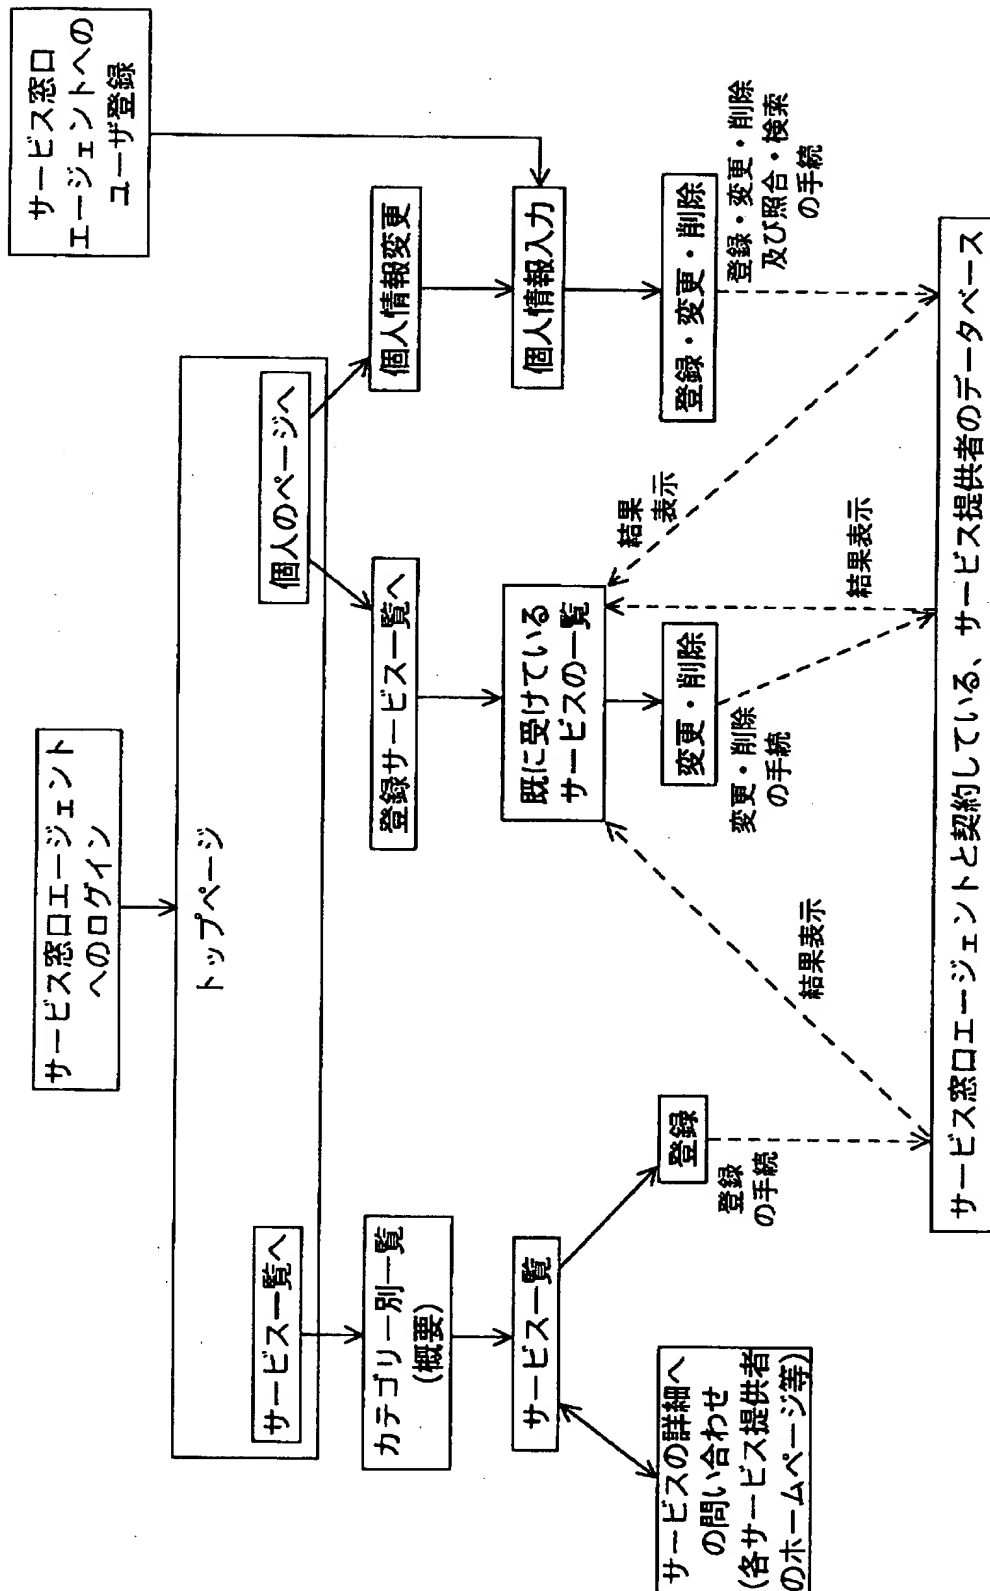 サービス窓口エージェント
へのログイン
サービス窓口
エージェントへの
ユーザ登録
トップページ
サービス一覧へ
個人のページへ
カテゴリー別一覧
(概要)
登録サービス一覧へ
個人情報変更
サービス一覧
既に受けている
サービスの一覧
個人情報入力
サービスの詳細へ
の問い合わせ
(各サービス提供者
のホームページ等)
登録
変更・削除
登録・変更・削除
登録
の手続
変更・削除
の手続
登録・変更・削除
及び照合・検索
の手続
結果表示
結果表示
結果
表示
サービス窓口エージェントと契約している、サービス提供者のデータベース